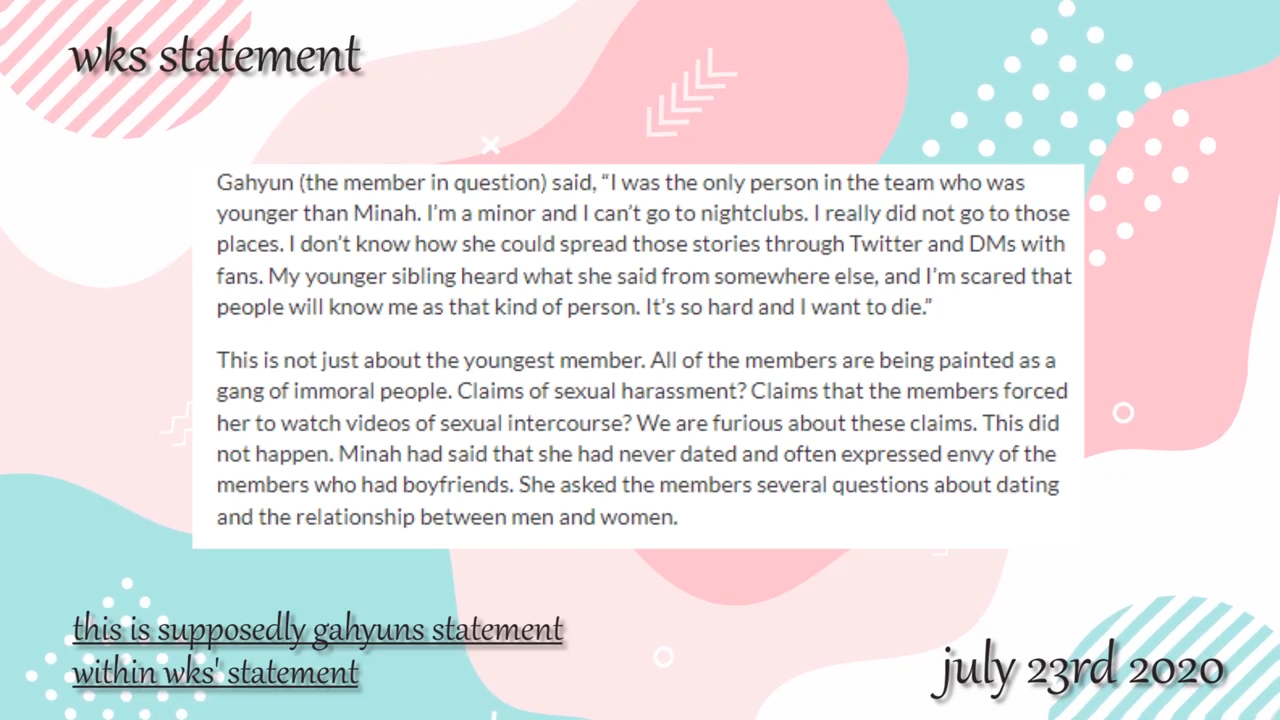 wks statement
Gahyun (the member in question) said, “I was the only person in the team who was
younger than Minah. I’m a minor and I can’t go to nightclubs. I really did not go to those
places. I don’t know how she could spread those stories through Twitter and DMs with
fans. My younger sibling heard what she said from somewhere else, and I’m scared that
people will know me as that kind of person. It’s so hard and I want to die.”
This is not just about the youngest member. All of the members are being painted as a
gang of immoral people. Claims of sexual harassment? Claims that the members forced
her to watch videos of sexual intercourse? We are furious about these claims. This did
not happen. Minah had said that she had never dated and often expressed envy of the
members who had boyfriends. She asked the members several questions about dating
and the relationship between men and women.
this is supposedly gahyuns statement
within wks' statement
july 23rd 2020